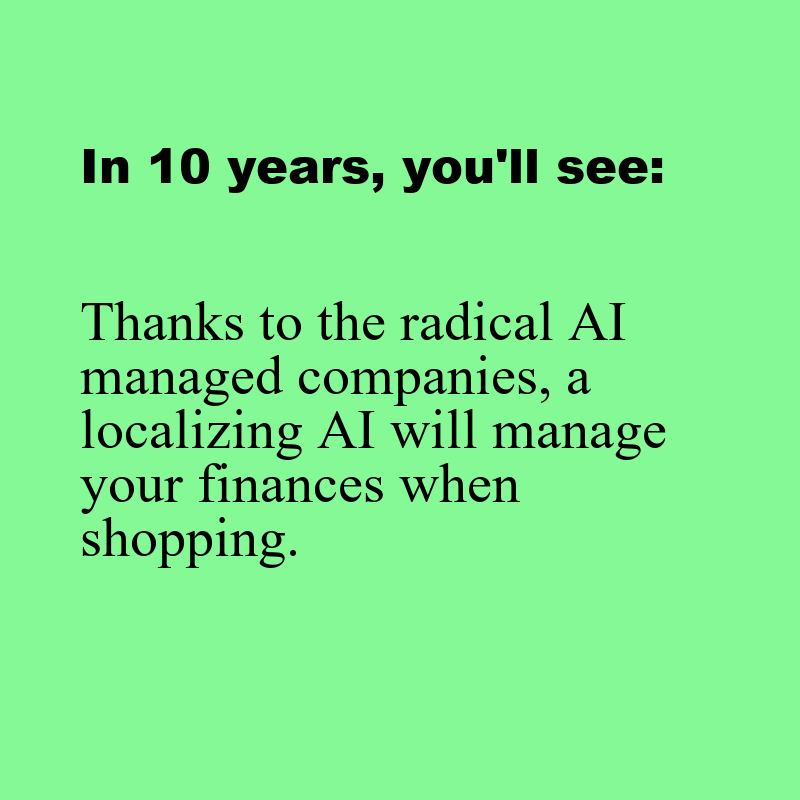 In 10 years, you'll see:
Thanks to the radical AI
managed companies, a
localizing AI will manage
your finances when
shopping.